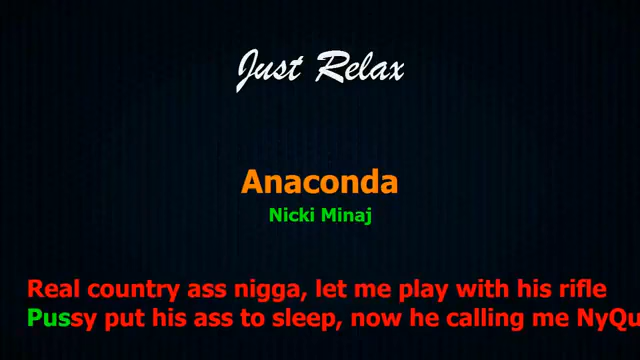 Just Relax
Anaconda
Nicki Minaj
Real country ass nigga, let me play with his rifle
Pussy put his ass to sleep, now he calling me NyQu